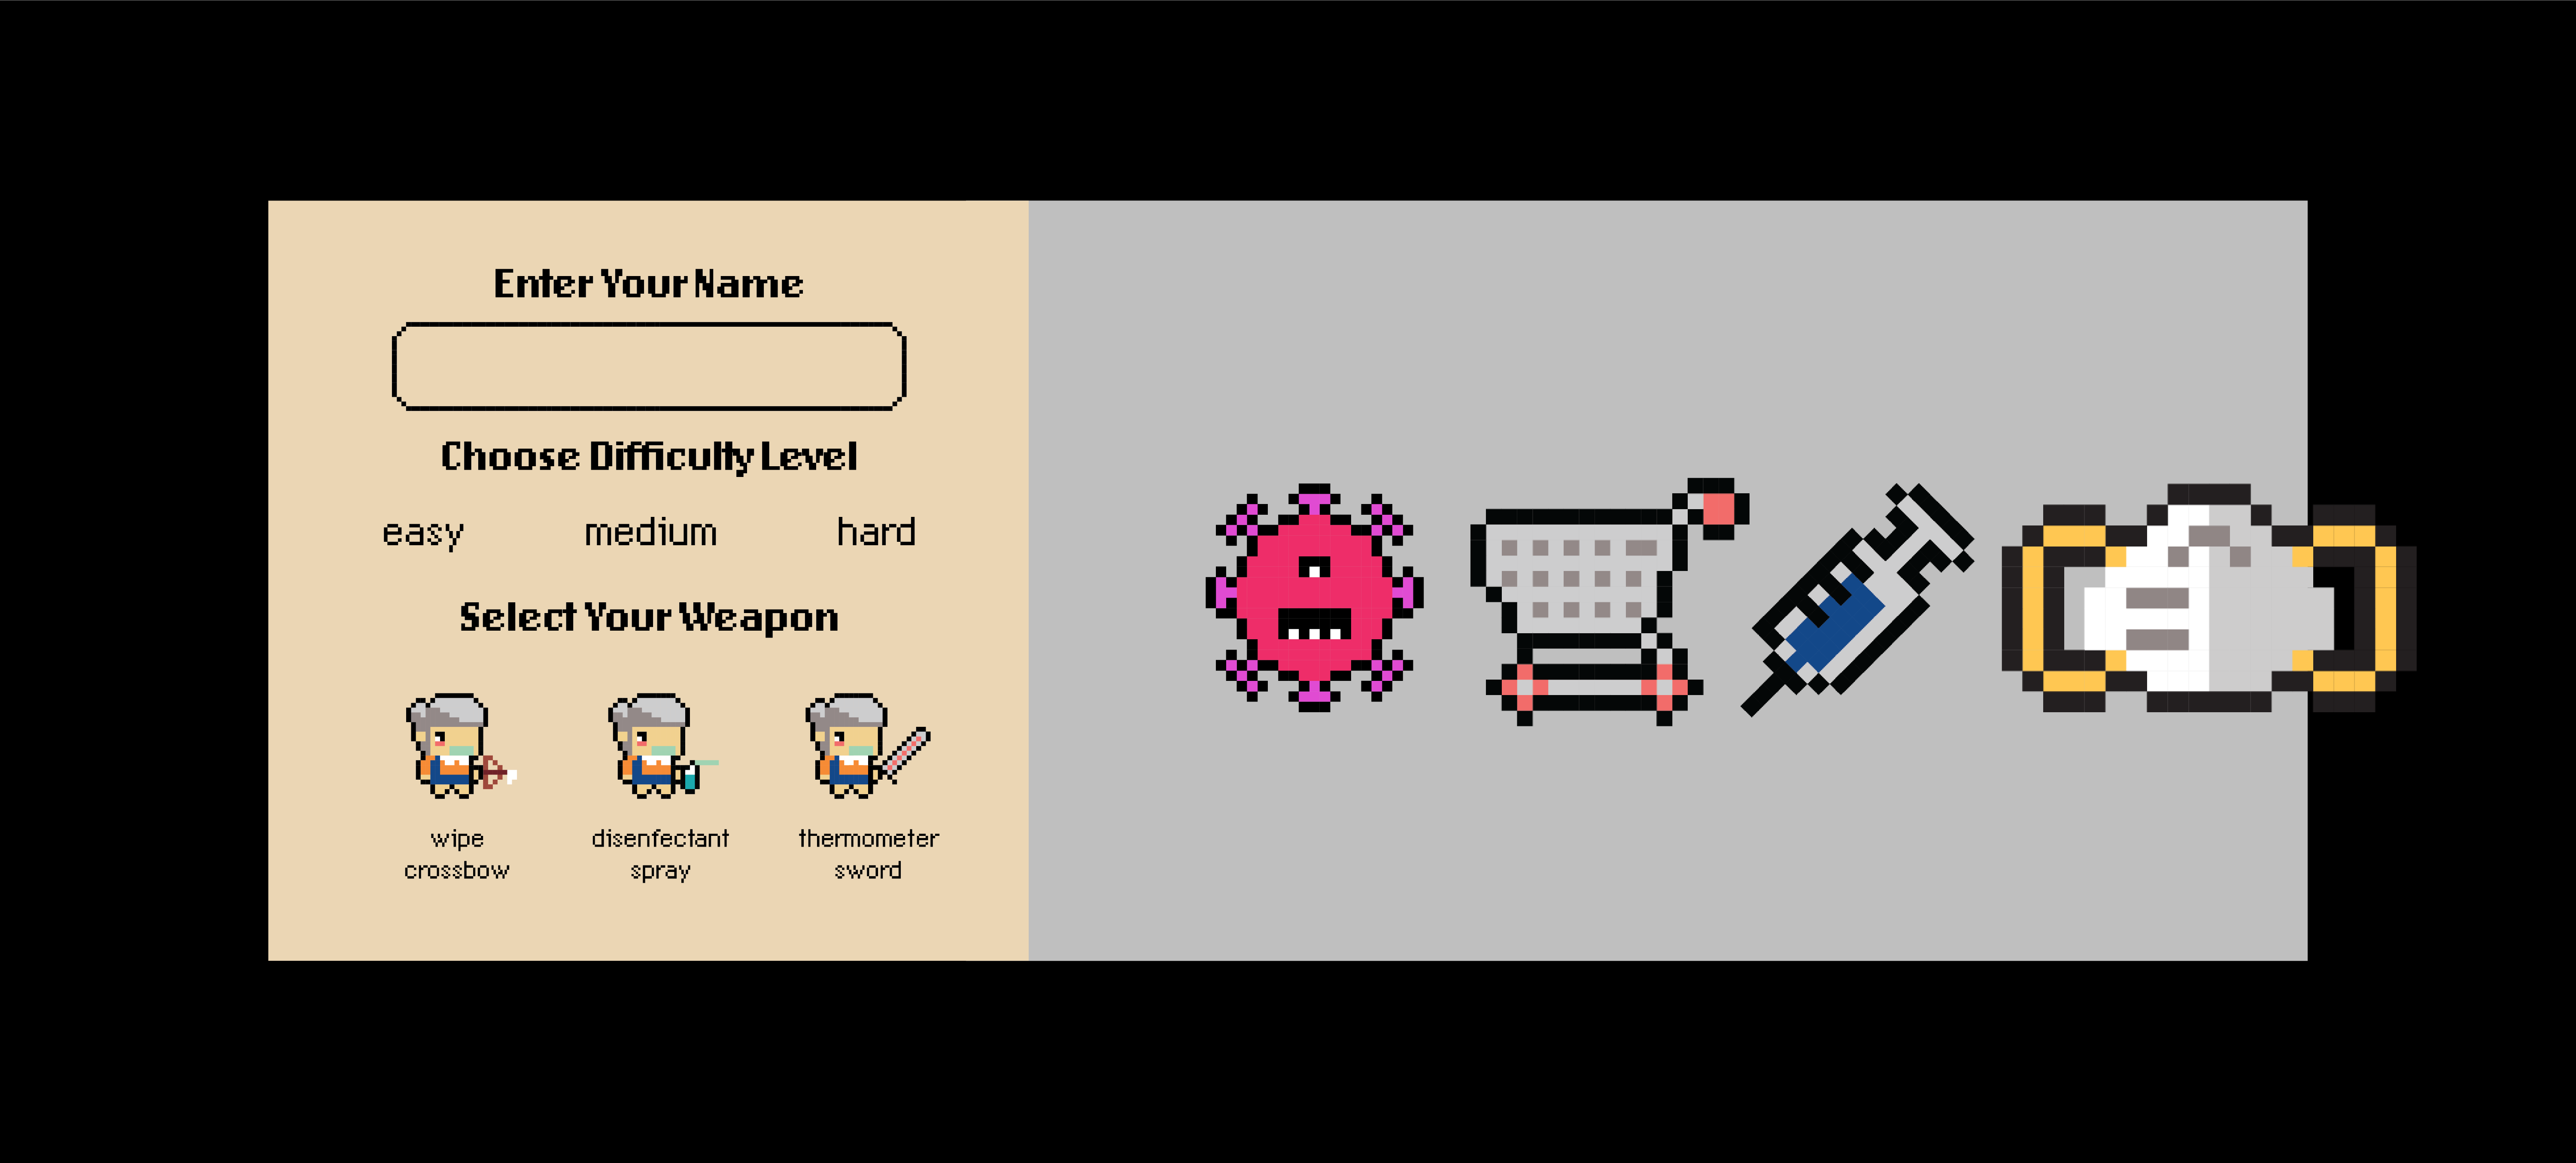 Enter Your Name
Choose Difficulty Level
easy medium hard
Select Your Weapon
wipe crossbow
disenfectant spray
thermometer sword